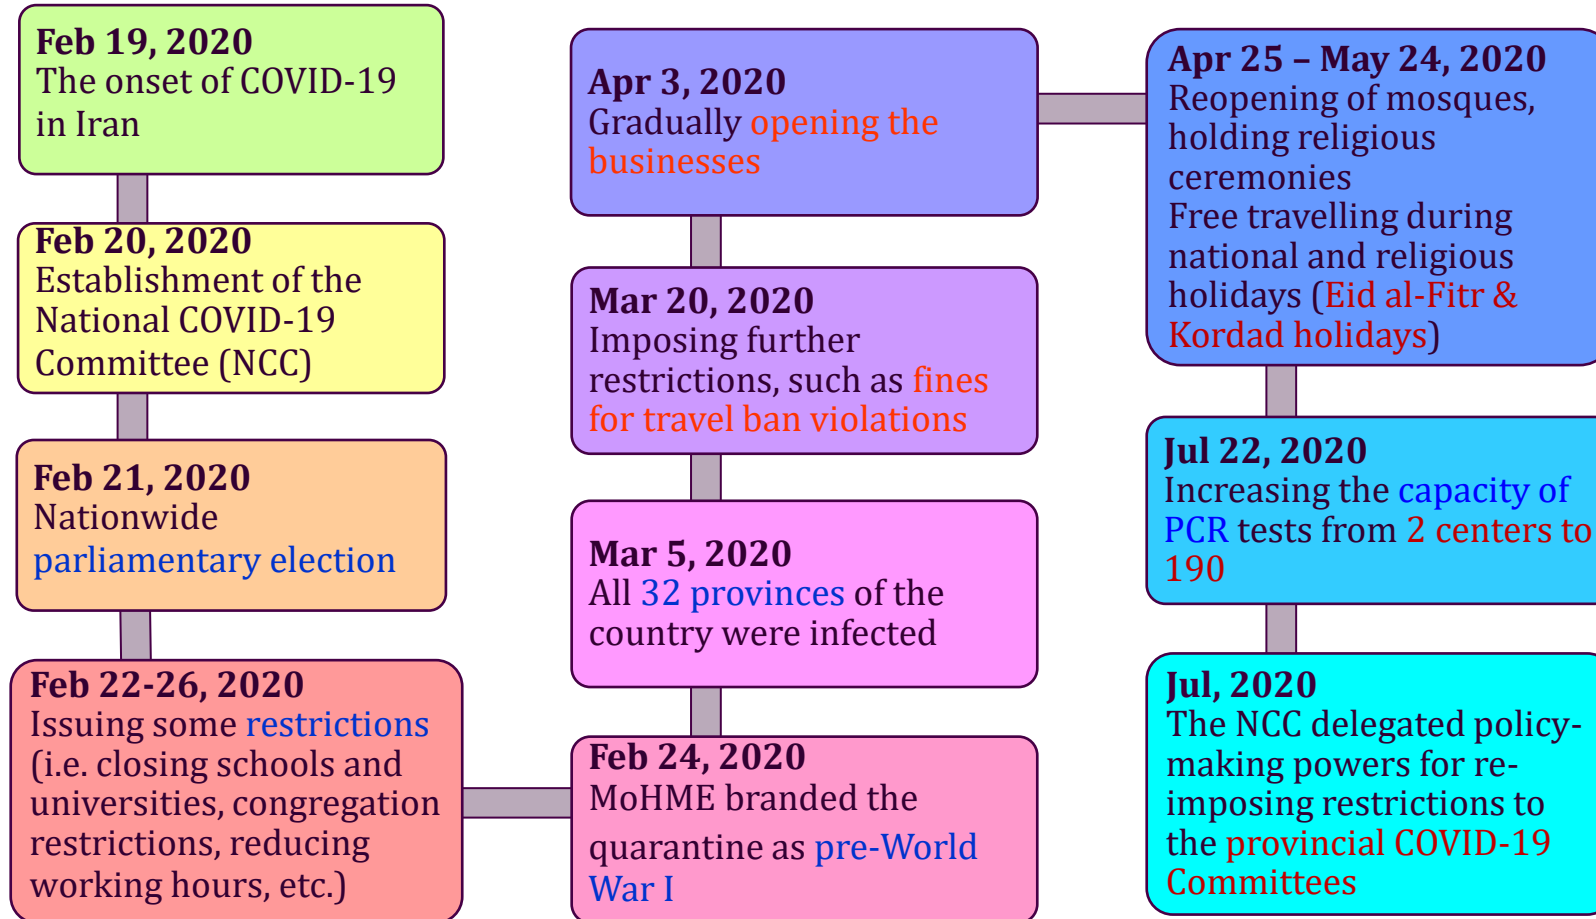 Feb 19, 2020
The onset of COVID-19
in Iran
Feb 20, 2020
Establishment of the
National COVID-19
Committee (NCC)
Feb 21, 2020
Nationwide
parliamentary election
Feb 22-26, 2020
Issuing some restrictions
(i.e. closing schools and
universities, congregation
restrictions, reducing
working hours, etc.)
Feb 24, 2020
MoHME branded the
quarantine as pre-World
War I
Mar 5, 2020
All 32 provinces of the
country were infected
Mar 20, 2020
Imposing further
restrictions, such as fines
for travel ban violations
Apr 3, 2020
Gradually opening the
businesses
Apr 25 – May 24, 2020
Reopening of mosques,
holding religious
ceremonies
Free travelling during
national and religious
holidays (Eid al-Fitr &
Kordad holidays)
Jul 22, 2020
Increasing the capacity of
PCR tests from 2 centers to
190
Jul, 2020
The NCC delegated policy-
making powers for re-
imposing restrictions to
the provincial COVID-19
Committees